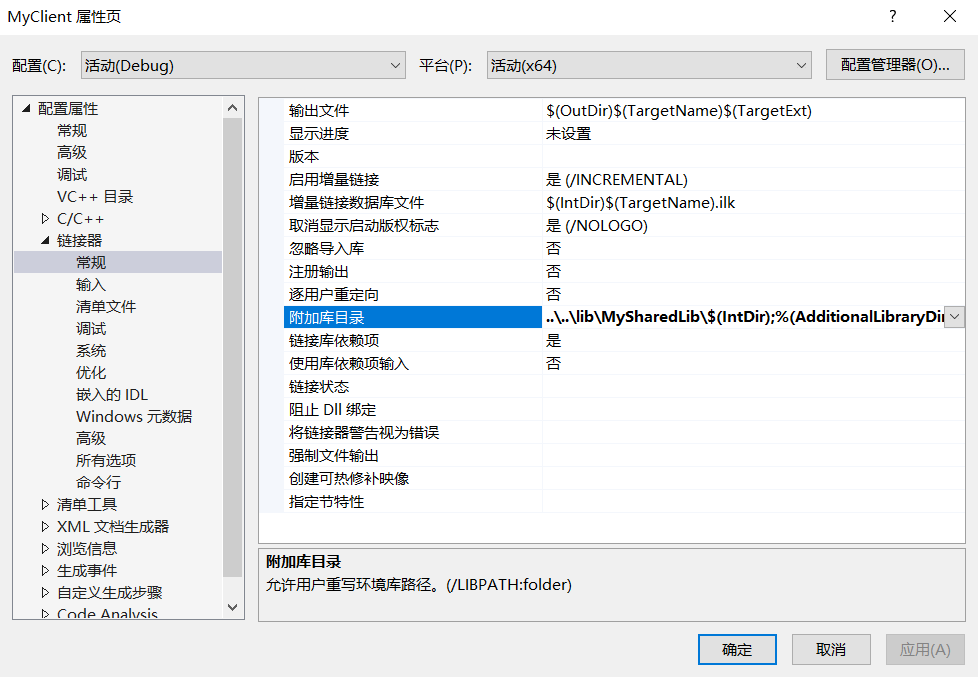 MyClient 属性页
配置(C):
活动(Debug)
平台(P):
活动(x64)
配置管理器(O)...
配置属性
常规
高级
调试
VC++ 目录
C/C++
链接器
常规
输入
清单文件
调试
系统
优化
嵌入的 IDL
Windows 元数据
高级
所有选项
命令行
清单工具
XML 文档生成器
浏览信息
生成事件
自定义生成步骤
Code Analysis
输出文件 $(OutDir)$(TargetName)$(TargetExt)
显示进度 未设置
版本
启用增量链接 是 (/INCREMENTAL)
增量链接数据库文件 $(IntDir)$(TargetName).ilk
取消显示启动版权标志 是 (/NOLOGO)
忽略导入库 否
注册输出 否
逐用户重定向 否
附加库目录 ..\..\lib\MySharedLib\$(IntDir);%(AdditionalLibraryDir
链接库依赖项 是
使用库依赖项输入 否
链接状态
阻止 Dll 绑定
将链接器警告视为错误
强制文件输出
创建可热修补映像
指定节特性
附加库目录
允许用户重写环境库路径。(/LIBPATH:folder)
确定
取消
应用(A)